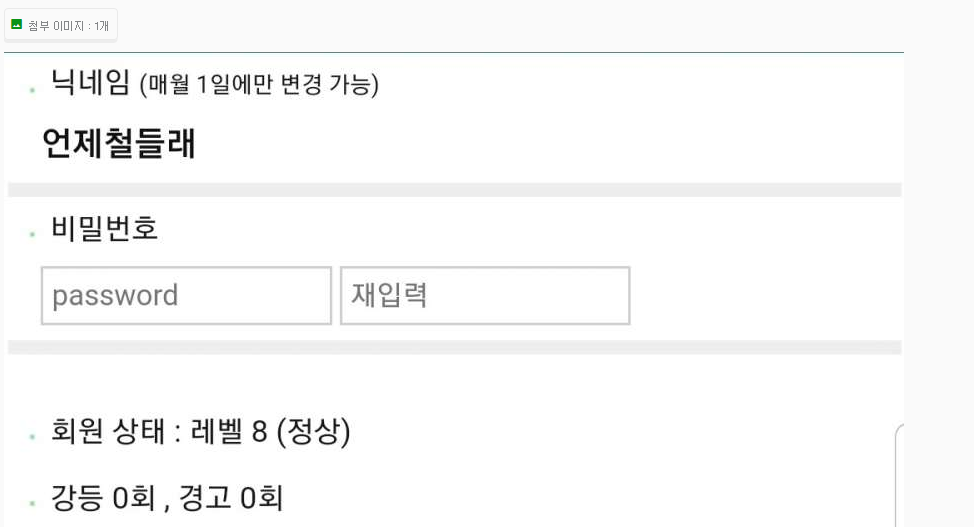 첨부 이미지 : 1개
닉네임 (매월 1일에만 변경 가능)
언제철들래
비밀번호
password 재입력
회원 상태 : 레벨 8 (정상)
강등 0회 , 경고 0회